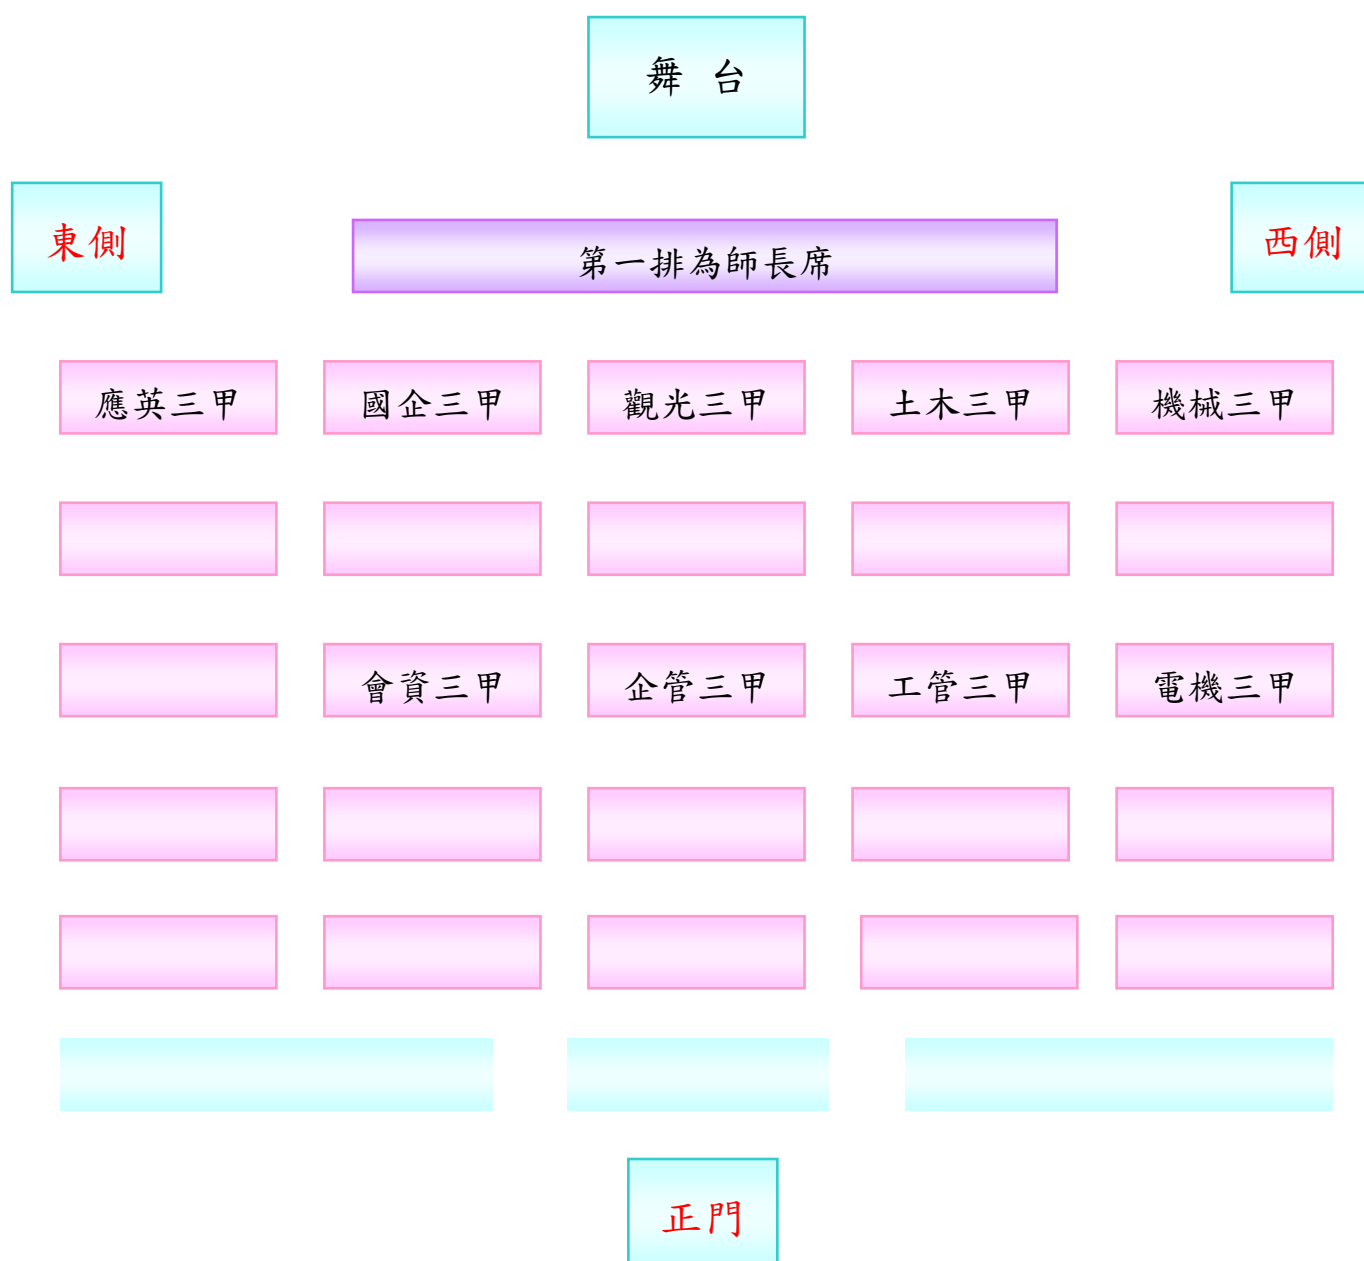 舞 台
東側
西側
第一排為師長席
應英三甲
國企三甲
觀光三甲
土木三甲
機械三甲
會資三甲
企管三甲
工管三甲
電機三甲
正門